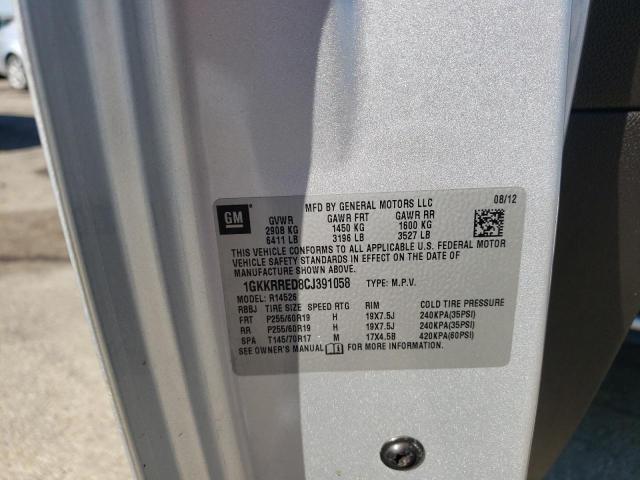 GM
MFD BY GENERAL MOTORS LLC 08/12
GVWR GAWR FRT GAWR RR
2908 KG 1450 KG 1600 KG
6411 LB 3196 LB 3527 LB
THIS VEHICLE CONFORMS TO ALL APPLICABLE U.S. FEDERAL MOTOR
VEHICLE SAFETY STANDARDS IN EFFECT ON THE DATE OF
MANUFACTURE SHOWN ABOVE.
1GKKRRED8CJ391058 TYPE: M.P.V.
MODEL: R14526
RBBJ TIRE SIZE SPEED RTG RIM COLD TIRE PRESSURE
FRT P255/60R19 H 19X7.5J 240KPA(35PSI)
RR P255/60R19 H 19X7.5J 240KPA(35PSI)
SPA T145/70R17 M 17X4.5B 420KPA(60PSI)
SEE OWNER'S MANUAL FOR MORE INFORMATION.